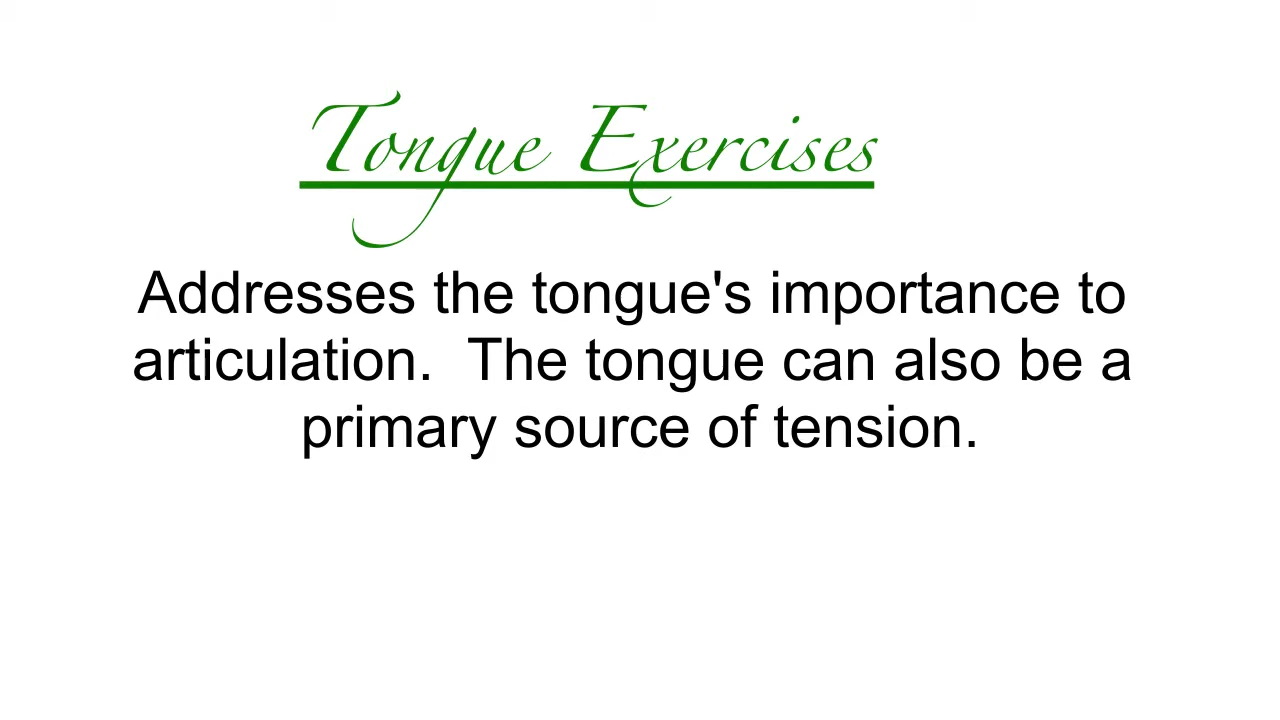 Tongue Exercises
Addresses the tongue's importance to
articulation.  The tongue can also be a
primary source of tension.